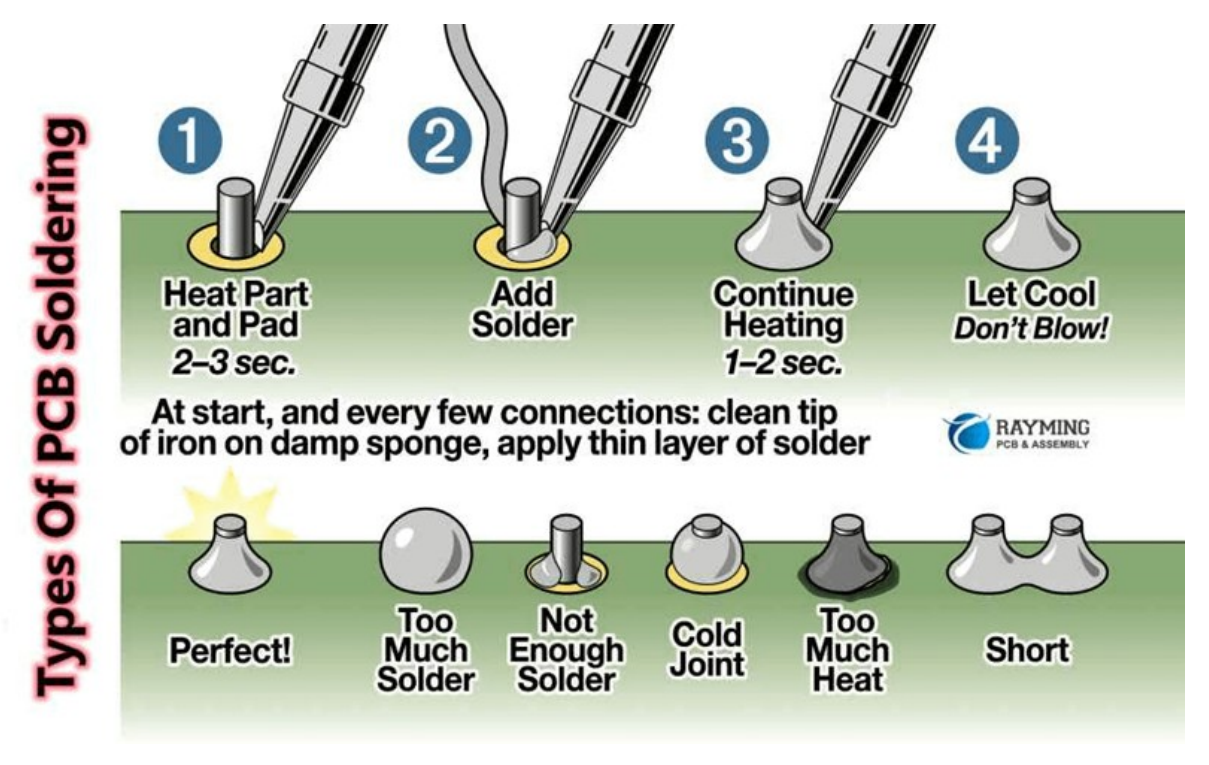 Types Of PCB Soldering
1
2
3
4
Heat Part
and Pad
2–3 sec.
Add
Solder
Continue
Heating
1–2 sec.
Let Cool
Don't Blow!
At start, and every few connections: clean tip
of iron on damp sponge, apply thin layer of solder
RAYMING
PCB & ASSEMBLY
Perfect!
Too
Much
Solder
Not
Enough
Solder
Cold
Joint
Too
Much
Heat
Short